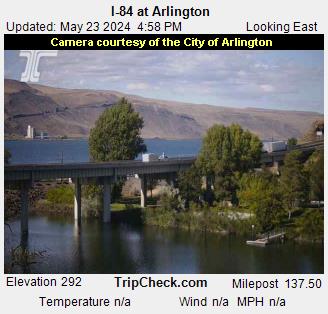 I-84 at Arlington
Updated: May 23 2024 4:58 PM Looking East
Camera courtesy of the City of Arlington
Elevation 292 TripCheck.com Milepost 137.50
Temperature n/a Wind n/a MPH n/a